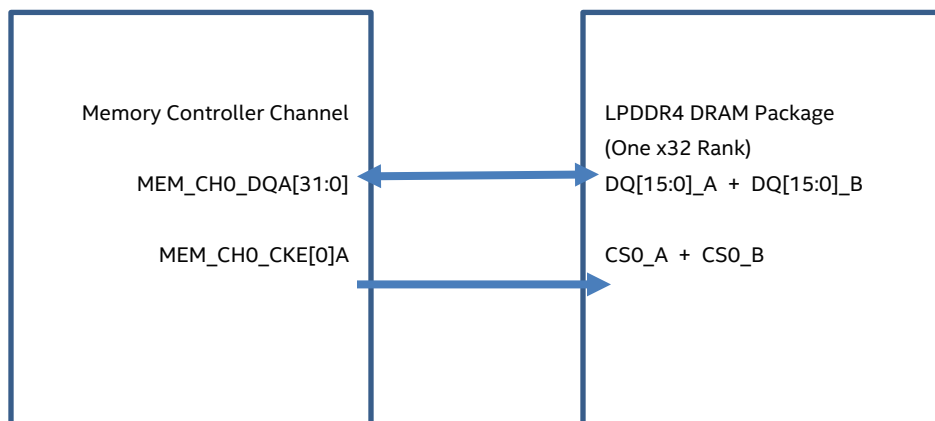 Memory Controller Channel
LPDDR4 DRAM Package
(One x32 Rank)
MEM_CH0_DQA[31:0]
DQ[15:0]_A + DQ[15:0]_B
MEM_CH0_CKE[0]A
CS0_A + CS0_B